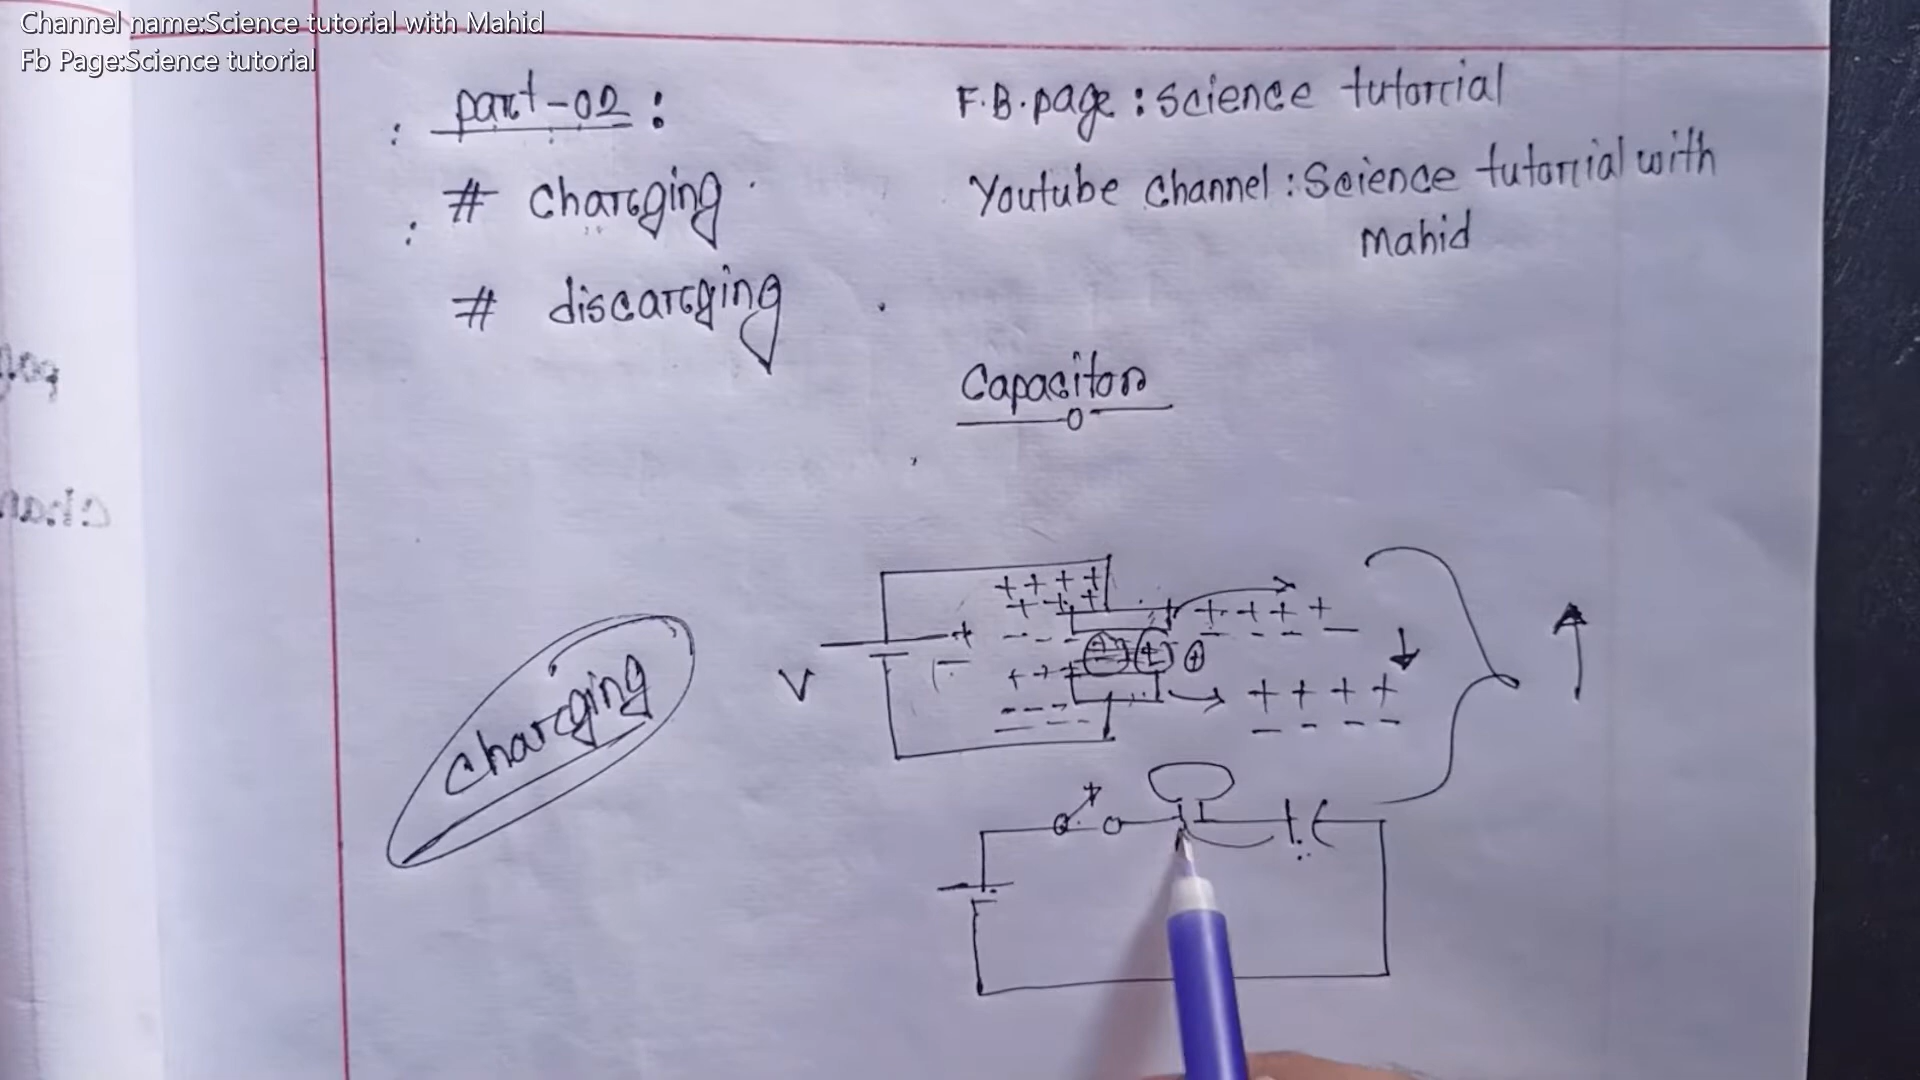 Channel name:Science tutorial with Mahid
Fb Page:Science tutorial
part-02:
# charging
# discarging
F.B.page:science tutorial
Youtube channel:Science tutorial with
Mahid
Capacitor
charging
V